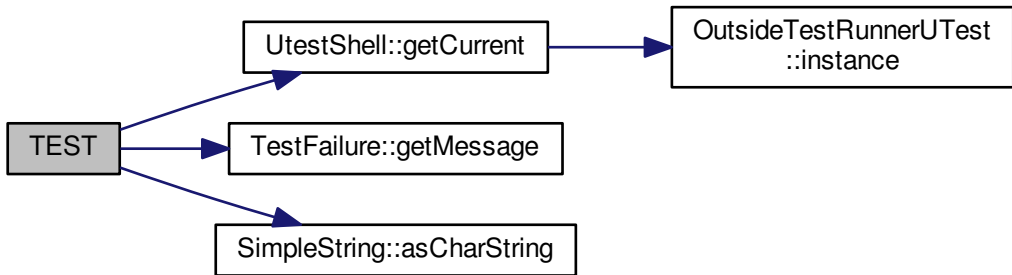 UtestShell::getCurrent
OutsideTestRunnerUTest
::instance
TEST
TestFailure::getMessage
SimpleString::asCharString